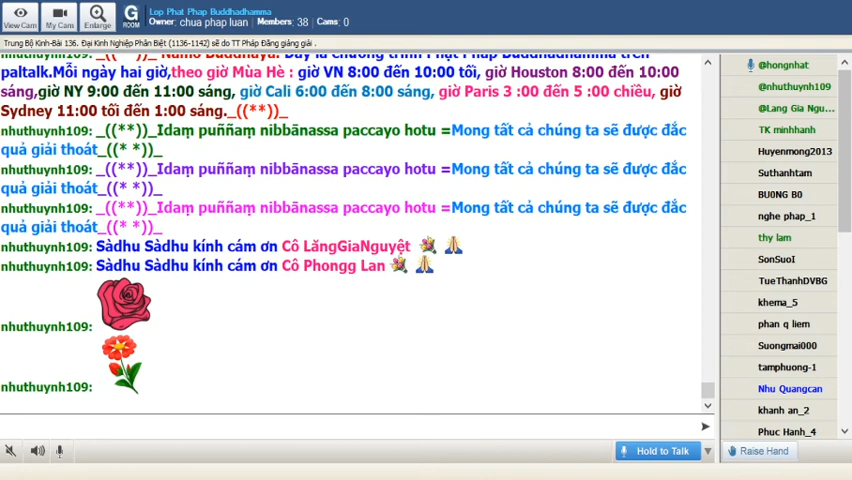 View Cam
My Cam
Enlarge
G
ROOM
Lop Phat Phap Buddhadhamma
Owner: chua phap luan / Members: 38 / Cams: 0
Trung Bộ Kinh-Bài 136. Đại Kinh Nghiệp Phân Biệt (1136-1142) sẽ do TT Pháp Đăng giảng giải .
paltalk.Mỗi ngày hai giờ,theo giờ Mùa Hè : giờ VN 8:00 đến 10:00 tối, giờ Houston 8:00 đến 10:00
sáng,giờ NY 9:00 đến 11:00 sáng, giờ Cali 6:00 đến 8:00 sáng, giờ Paris 3 :00 đến 5 :00 chiều, giờ
Sydney 11:00 tối đến 1:00 sáng._((**))_
nhuthuynh109: _((**))_Idaṃ puññaṃ nibbānassa paccayo hotu =Mong tất cả chúng ta sẽ được đắc
quả giải thoát_((* *))_
nhuthuynh109: _((**))_Idaṃ puññaṃ nibbānassa paccayo hotu =Mong tất cả chúng ta sẽ được đắc
quả giải thoát_((* *))_
nhuthuynh109: _((**))_Idaṃ puññaṃ nibbānassa paccayo hotu =Mong tất cả chúng ta sẽ được đắc
quả giải thoát_((* *))_
nhuthuynh109: Sàdhu Sàdhu kính cám ơn Cô LăngGiaNguyệt
nhuthuynh109: Sàdhu Sàdhu kính cám ơn Cô Phongg Lan
nhuthuynh109:
nhuthuynh109:
@hongnhat
@nhuthuynh109
@Lang Gia Ngu...
TK minhhanh
Huyenmong2013
Suthanhtam
BU0NG B0
nghe phap_1
thy lam
SonSuoI
TueThanhDVBG
khema_5
phan q liem
Suongmai000
tamphuong-1
Nhu Quangcan
khanh an_2
Phuc Hanh_4
Hold to Talk
Raise Hand